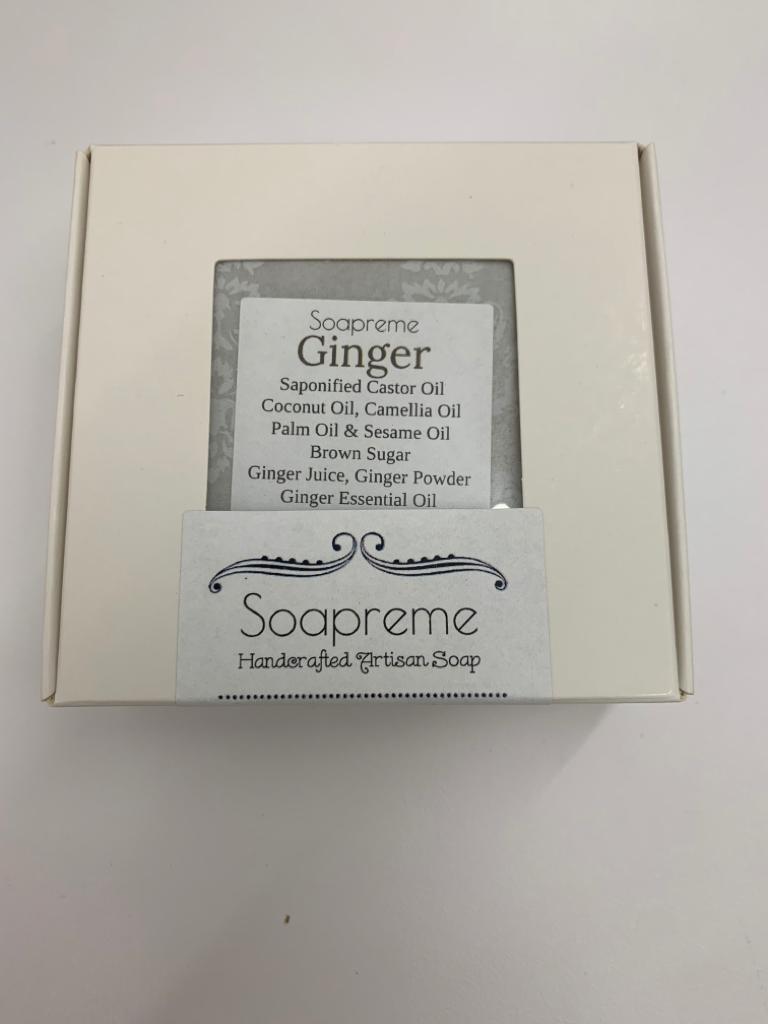 Soapreme
Ginger
Saponified Castor Oil
Coconut Oil, Camellia Oil
Palm Oil & Sesame Oil
Brown Sugar
Ginger Juice, Ginger Powder
Ginger Essential Oil
Soapreme
Handcrafted Artisan Soap